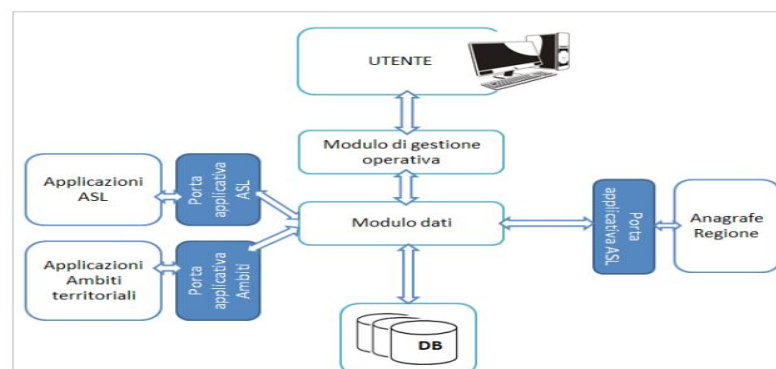 UTENTE
Modulo di gestione
operativa
Applicazioni
ASL
Porta
applicativa
ASL
Modulo dati
Porta
applicativa ASL
Anagrafe
Regione
Applicazioni
Ambiti
territoriali
Porta
applicativa
Ambiti
DB